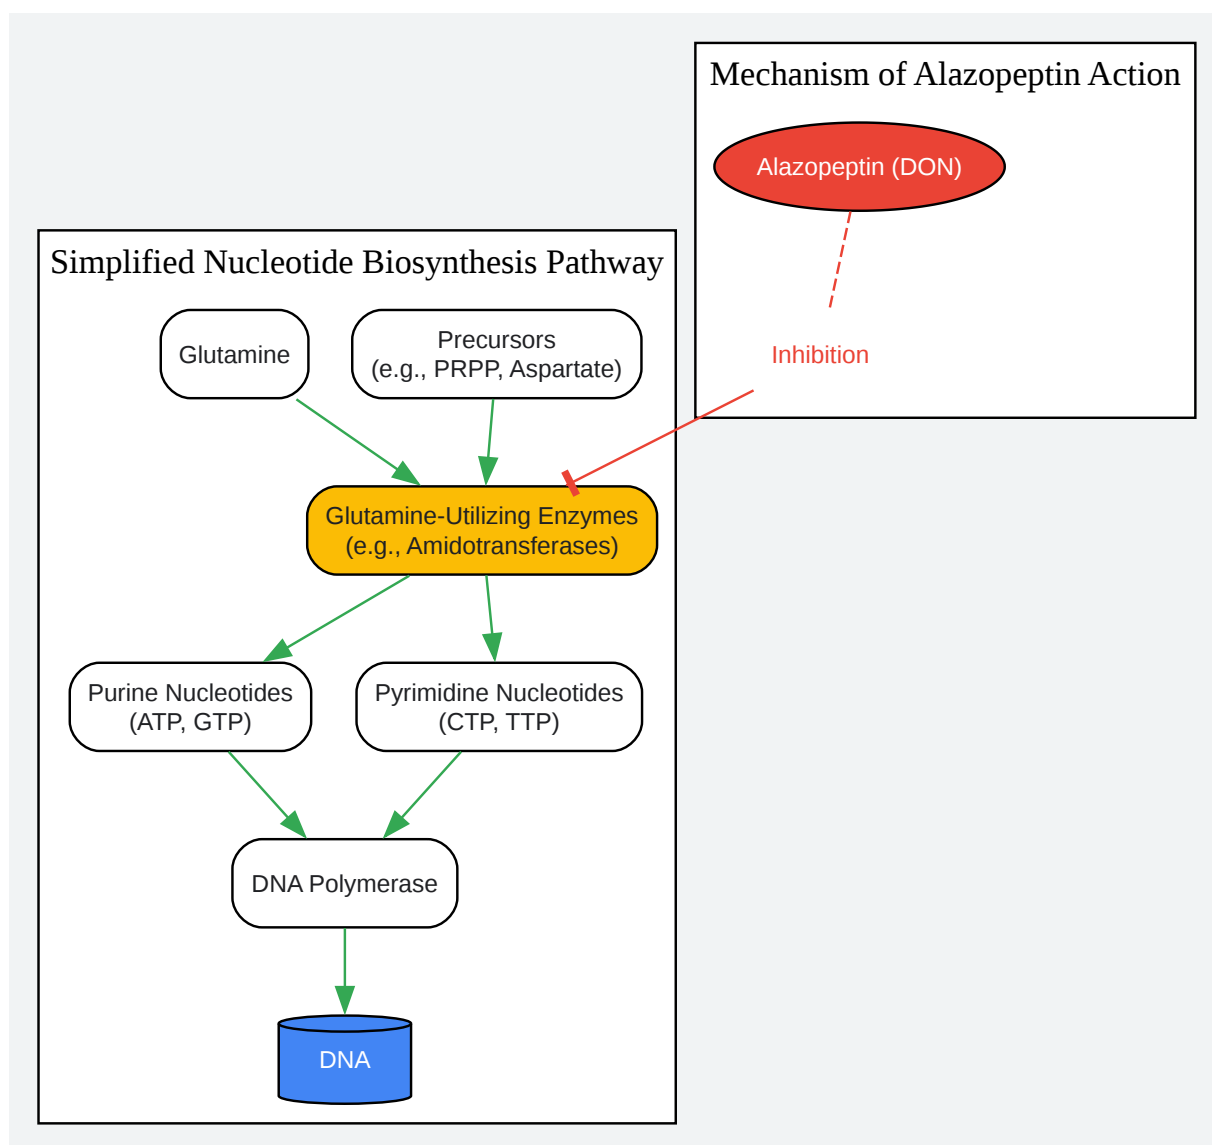 Mechanism of Alazopeptin Action
Alazopeptin (DON)
Inhibition
Simplified Nucleotide Biosynthesis Pathway
Glutamine
Precursors
(e.g., PRPP, Aspartate)
Glutamine-Utilizing Enzymes
(e.g., Amidotransferases)
Purine Nucleotides
(ATP, GTP)
Pyrimidine Nucleotides
(CTP, TTP)
DNA Polymerase
DNA